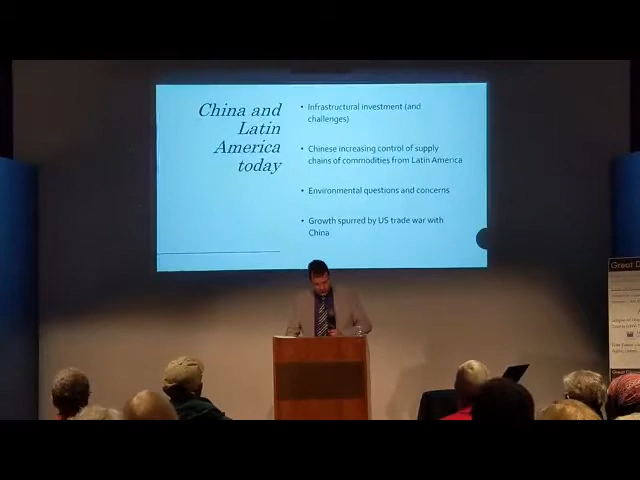 China and
Latin
America
today
• Infrastructural investment (and
challenges)
• Chinese increasing control of supply
chains of commodities from Latin America
• Environmental questions and concerns
• Growth spurred by US trade war with
China
Great D